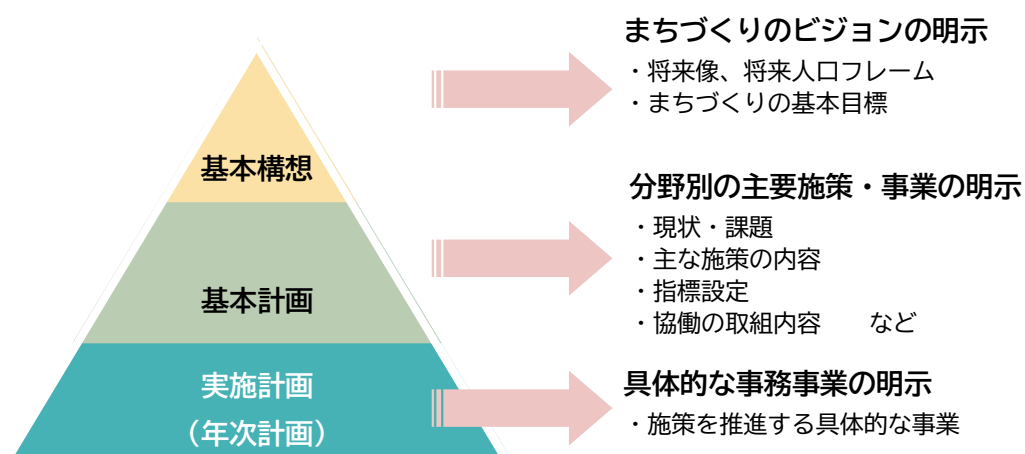 まちづくりのビジョンの明示
・将来像、将来人口フレーム
・まちづくりの基本目標
基本構想
分野別の主要施策・事業の明示
・現状・課題
・主な施策の内容
・指標設定
・協働の取組内容　　など
基本計画
具体的な事務事業の明示
・施策を推進する具体的な事業
実施計画
（年次計画）